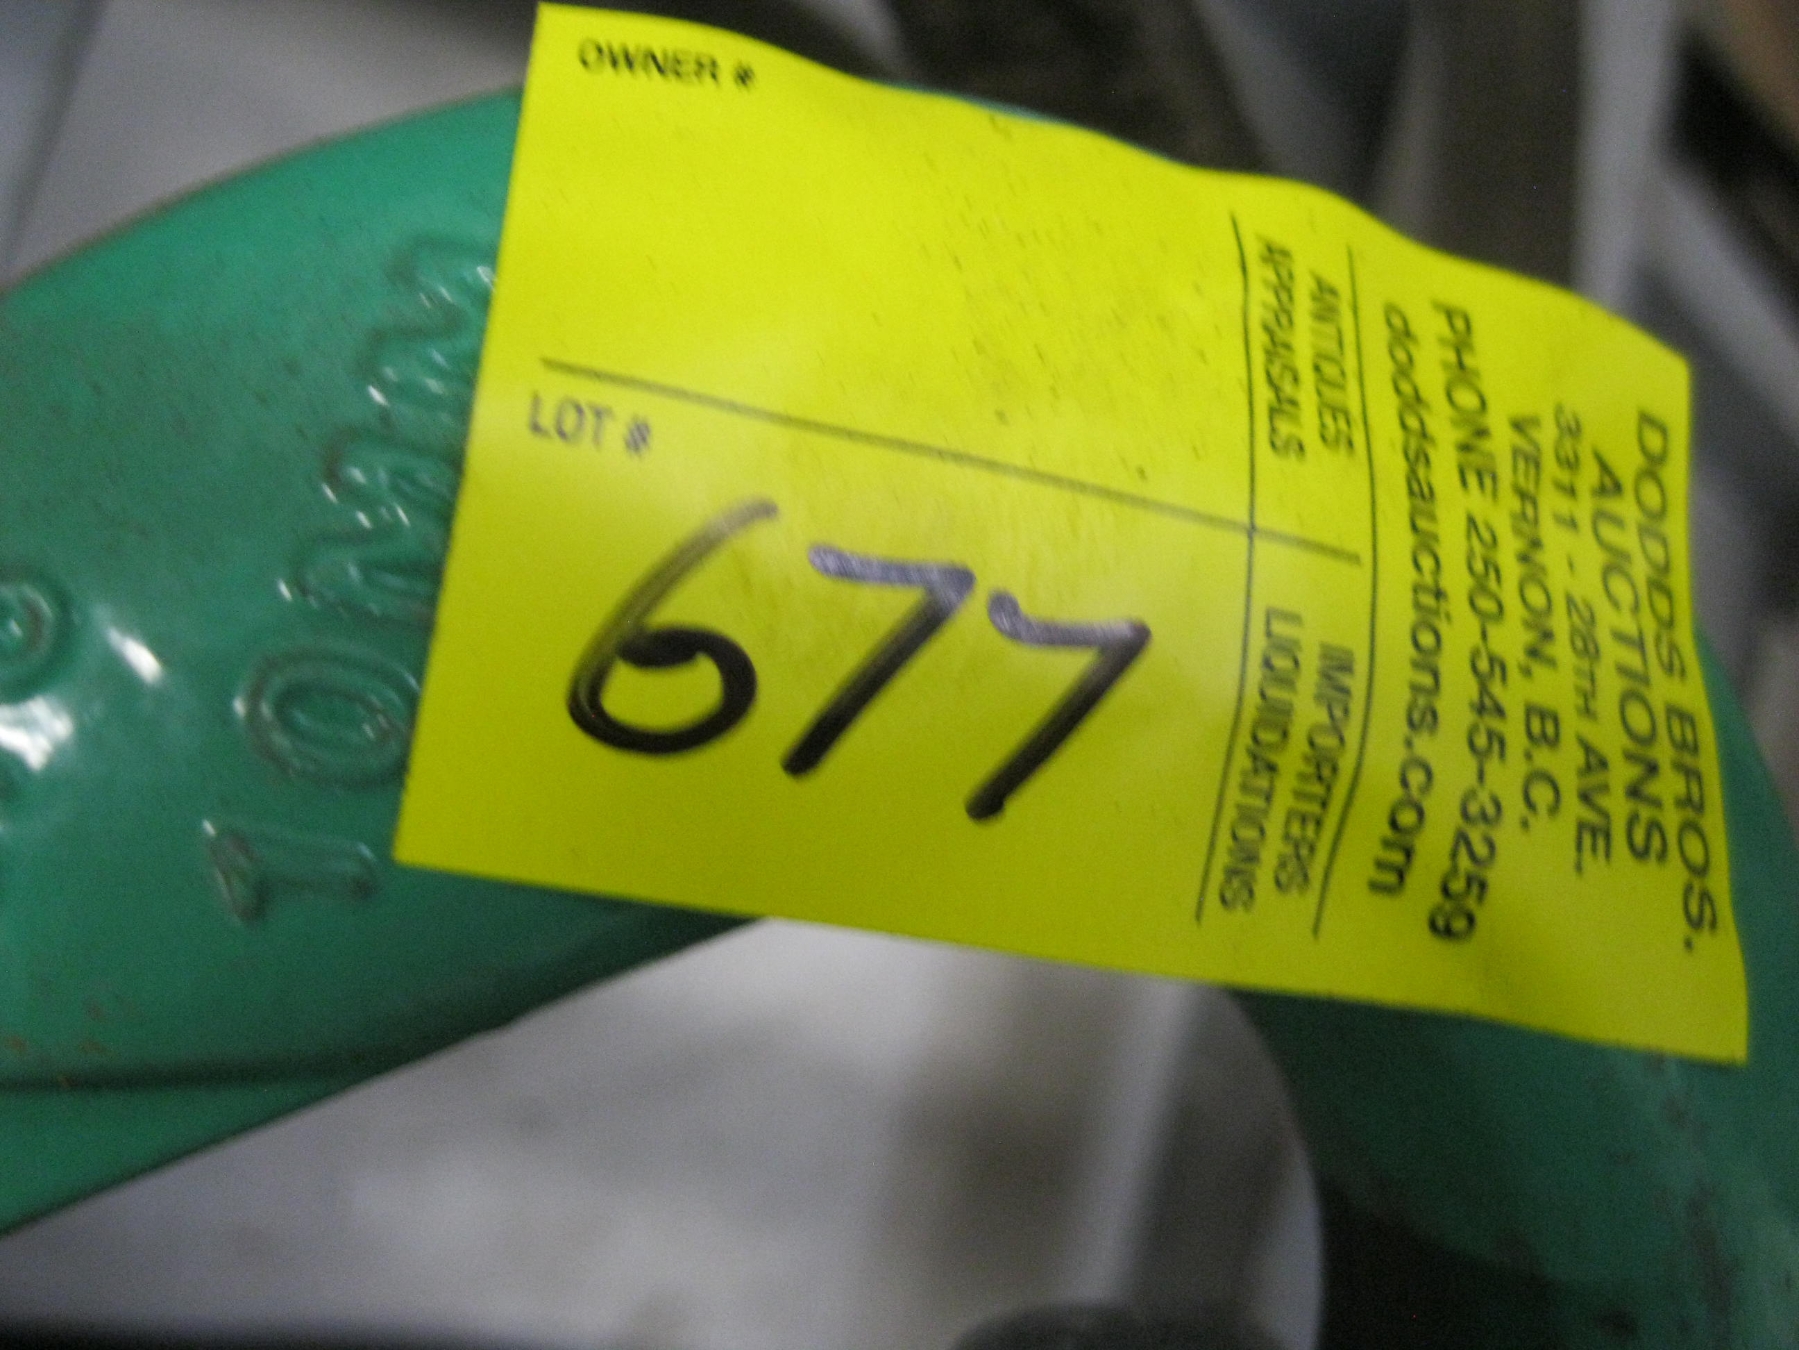 OWNER #
LOT #
677
ANTIQUES
APPRAISALS
IMPORTERS
LIQUIDATIONS
DODDS BROS.
AUCTIONS
3311 - 28TH AVE.
VERNON, B.C.
PHONE 250-545-3259
doddsauctions.com